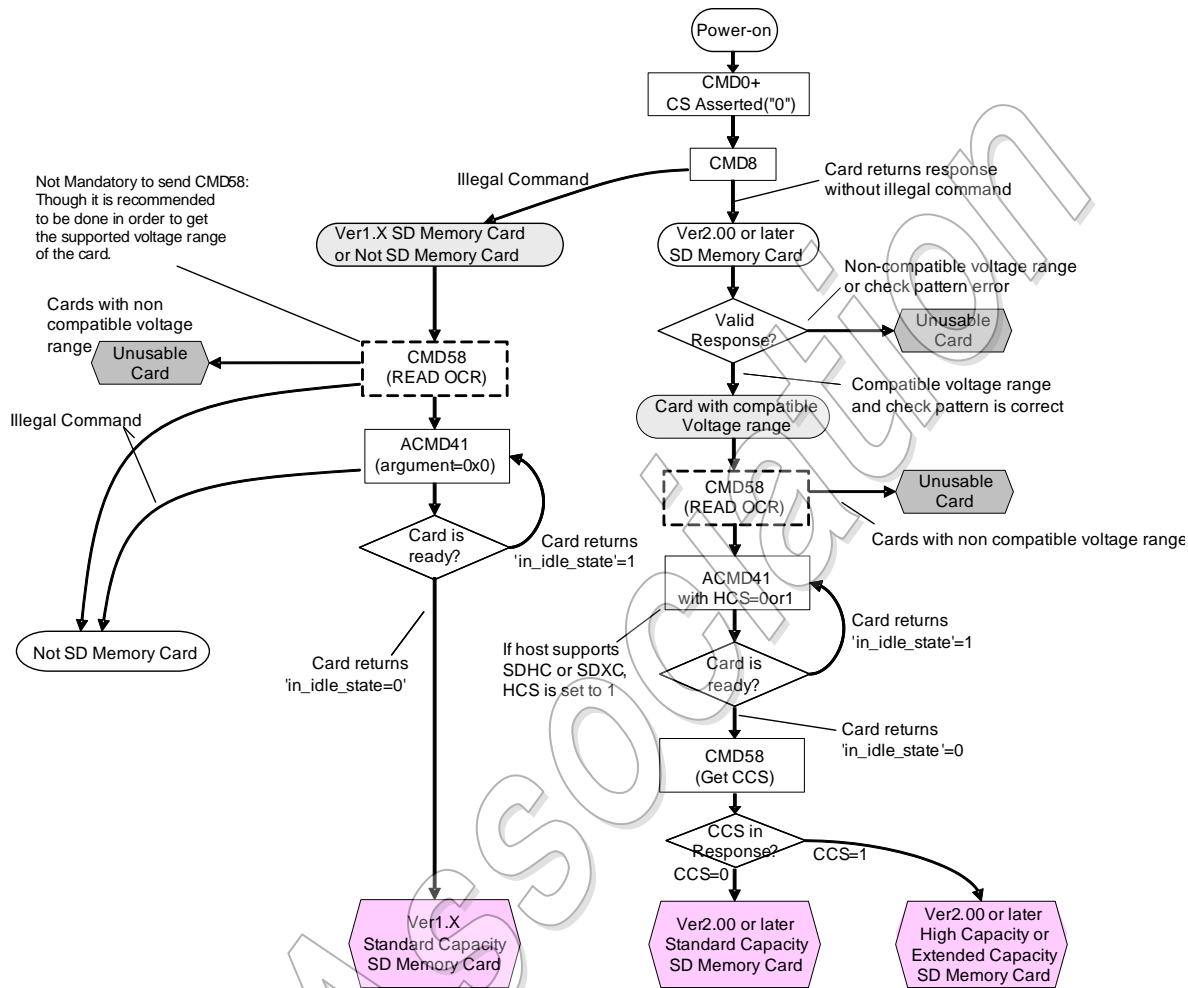 Power-on
CMD0+
CS Asserted("0")
CMD8
Illegal Command
Card returns response
without illegal command
Not Mandatory to send CMD58:
Though it is recommended
to be done in order to get
the supported voltage range
of the card.
Ver1.X SD Memory Card
or Not SD Memory Card
Ver2.00 or later
SD Memory Card
Non-compatible voltage range
or check pattern error
Cards with non
compatible voltage
range
Unusable
Card
CMD58
(READ OCR)
Valid
Response?
Unusable
Card
Compatible voltage range
and check pattern is correct
Card with compatible
Voltage range
Illegal Command
ACMD41
(argument=0x0)
CMD58
(READ OCR)
Unusable
Card
Cards with non compatible voltage range
Card is
ready?
Card returns
'in_idle_state'=1
ACMD41
with HCS=0or1
Card returns
'in_idle_state'=1
Not SD Memory Card
Card returns
'in_idle_state=0'
If host supports
SDHC or SDXC,
HCS is set to 1
Card is
ready?
Card returns
'in_idle_state'=0
CMD58
(Get CCS)
CCS in
Response?
CCS=0
CCS=1
Ver1.X
Standard Capacity
SD Memory Card
Ver2.00 or later
Standard Capacity
SD Memory Card
Ver2.00 or later
High Capacity or
Extended Capacity
SD Memory Card
Association